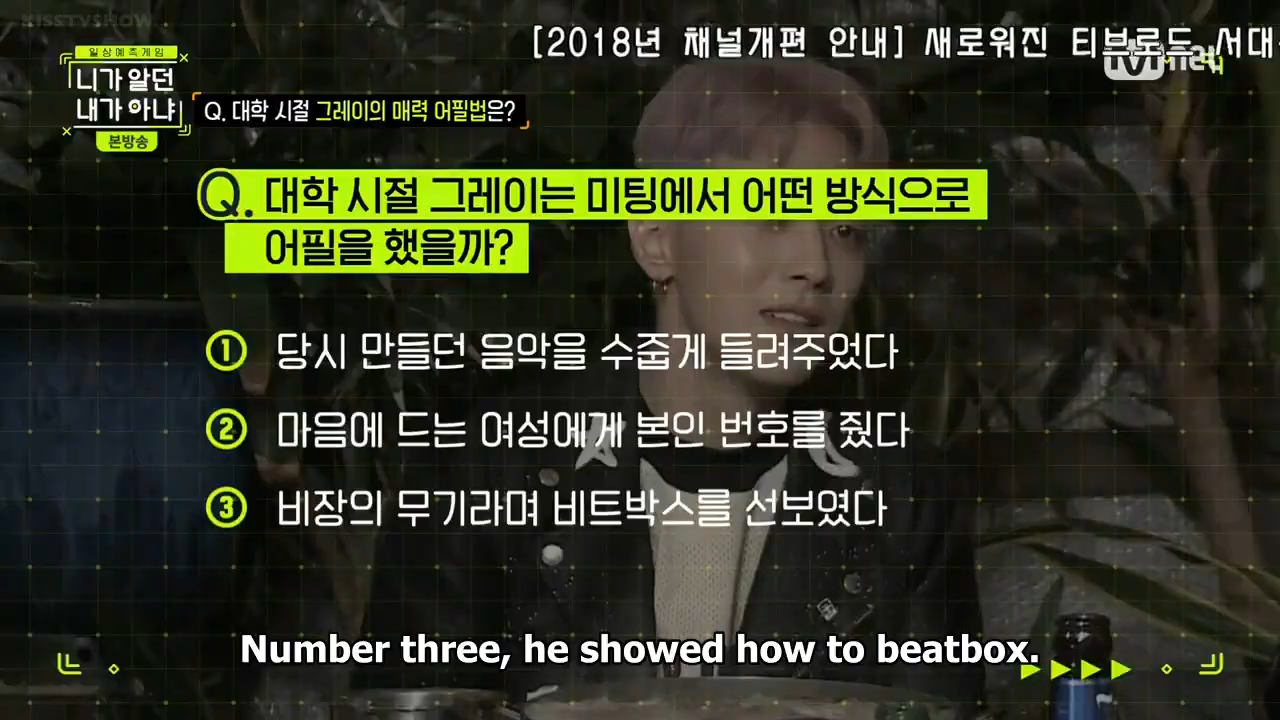 KISSTVSHOW
[2018년 채널개편 안내] 새로워진 티브로드 서대
일상예측게임
니가 알던
내가 아냐
본방송
Mnet
Q. 대학 시절 그레이의 매력 어필법은?
Q. 대학 시절 그레이는 미팅에서 어떤 방식으로
어필을 했을까?
① 당시 만들던 음악을 수줍게 들려주었다
② 마음에 드는 여성에게 본인 번호를 줬다
③ 비장의 무기라며 비트박스를 선보였다
Number three, he showed how to beatbox.